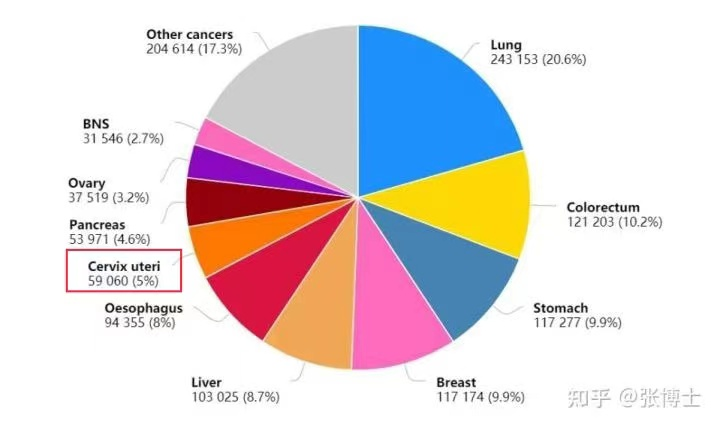 Other cancers
204 614 (17.3%)
Lung
243 153 (20.6%)
BNS
31 546 (2.7%)
Ovary
37 519 (3.2%)
Colorectum
121 203 (10.2%)
Pancreas
53 971 (4.6%)
Cervix uteri
59 060 (5%)
Oesophagus
94 355 (8%)
Stomach
117 277 (9.9%)
Liver
103 025 (8.7%)
Breast
117 174 (9.9%)
知乎 @张博士